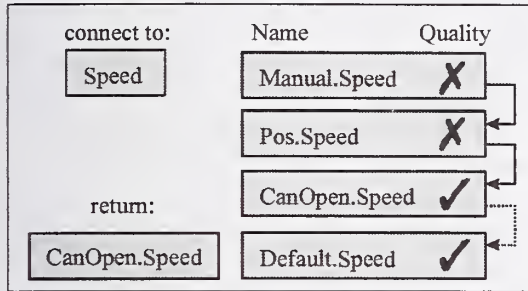 connect to:
Name Quality
Speed
Manual.Speed ✗
Pos.Speed ✗
CanOpen.Speed ✓
return:
CanOpen.Speed
Default.Speed ✓